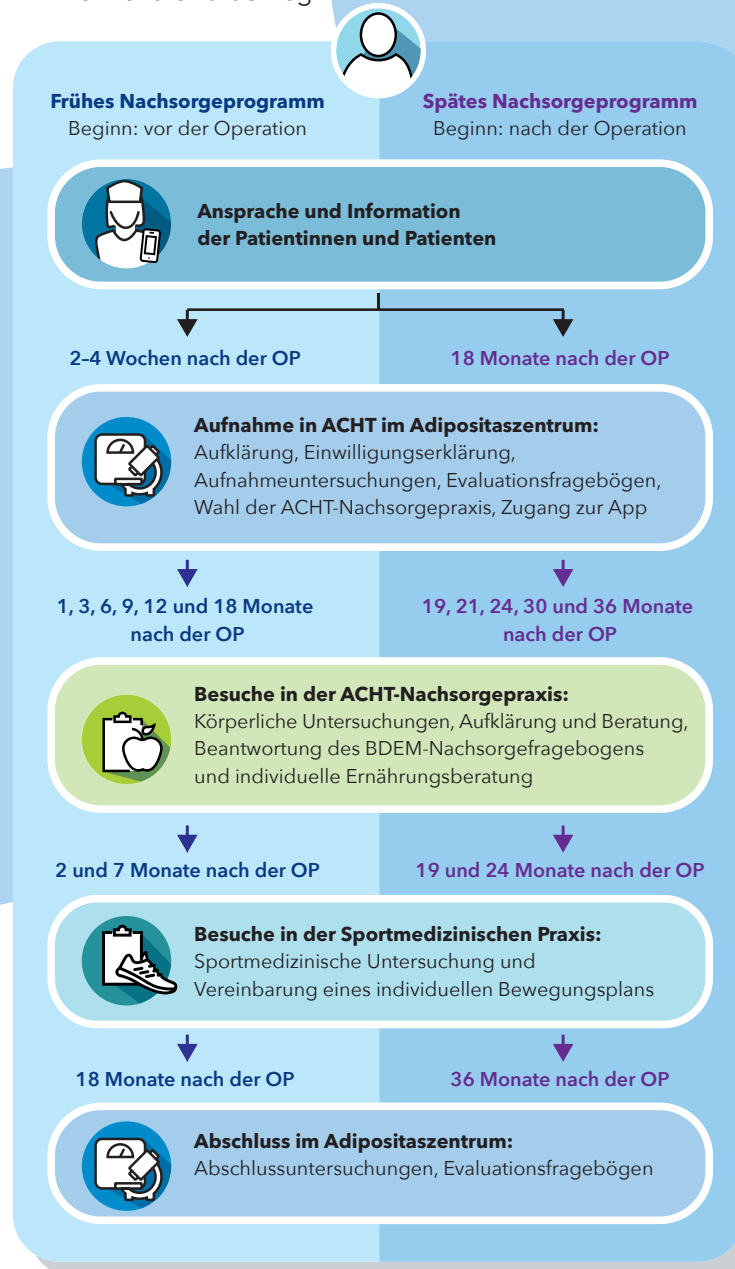 Frühes Nachsorgeprogramm
Beginn: vor der Operation
Spätes Nachsorgeprogramm
Beginn: nach der Operation
Ansprache und Information
der Patientinnen und Patienten
2–4 Wochen nach der OP
18 Monate nach der OP
Aufnahme in ACHT im Adipositaszentrum:
Aufklärung, Einwilligungserklärung,
Aufnahmeuntersuchungen, Evaluationsfragebögen,
Wahl der ACHT-Nachsorgepraxis, Zugang zur App
1, 3, 6, 9, 12 und 18 Monate
nach der OP
19, 21, 24, 30 und 36 Monate
nach der OP
Besuche in der ACHT-Nachsorgepraxis:
Körperliche Untersuchungen, Aufklärung und Beratung,
Beantwortung des BDEM-Nachsorgefragebogens
und individuelle Ernährungsberatung
2 und 7 Monate nach der OP
19 und 24 Monate nach der OP
Besuche in der Sportmedizinischen Praxis:
Sportmedizinische Untersuchung und
Vereinbarung eines individuellen Bewegungsplans
18 Monate nach der OP
36 Monate nach der OP
Abschluss im Adipositaszentrum:
Abschlussuntersuchungen, Evaluationsfragebögen